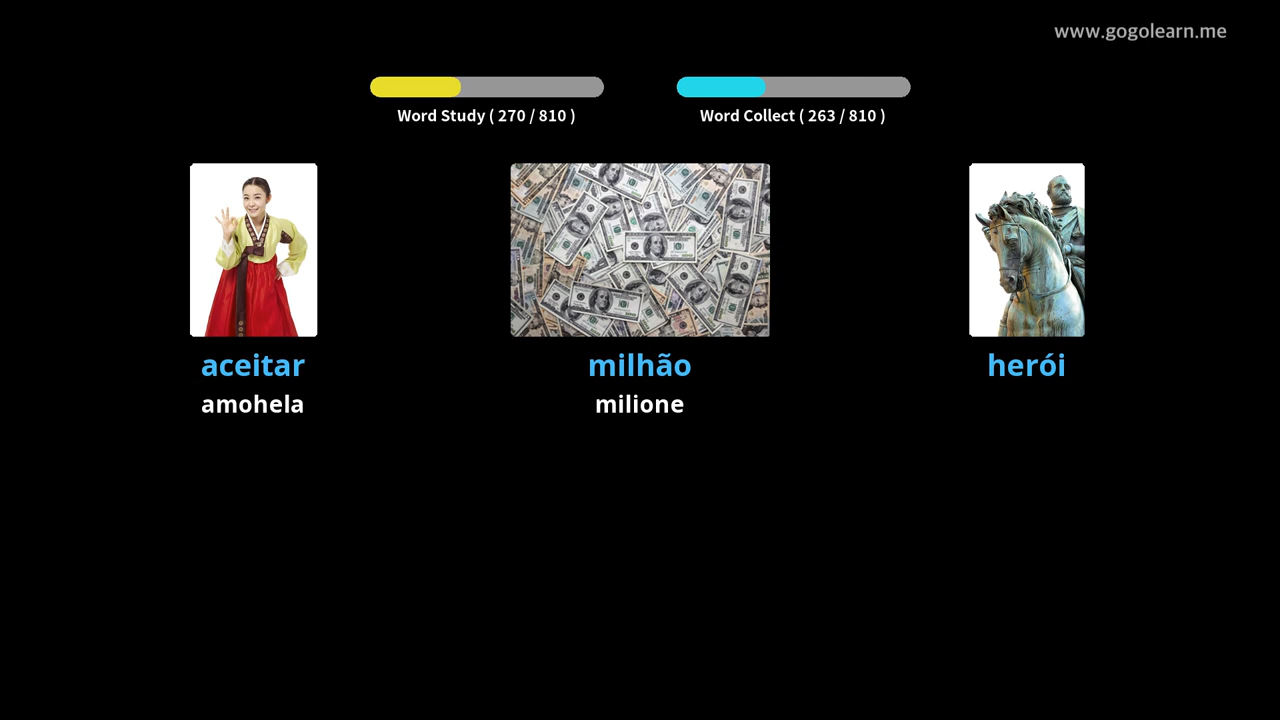 www.gogolearn.me
Word Study ( 270 / 810 )
Word Collect ( 263 / 810 )
aceitar
milhão
herói
amohela
milione